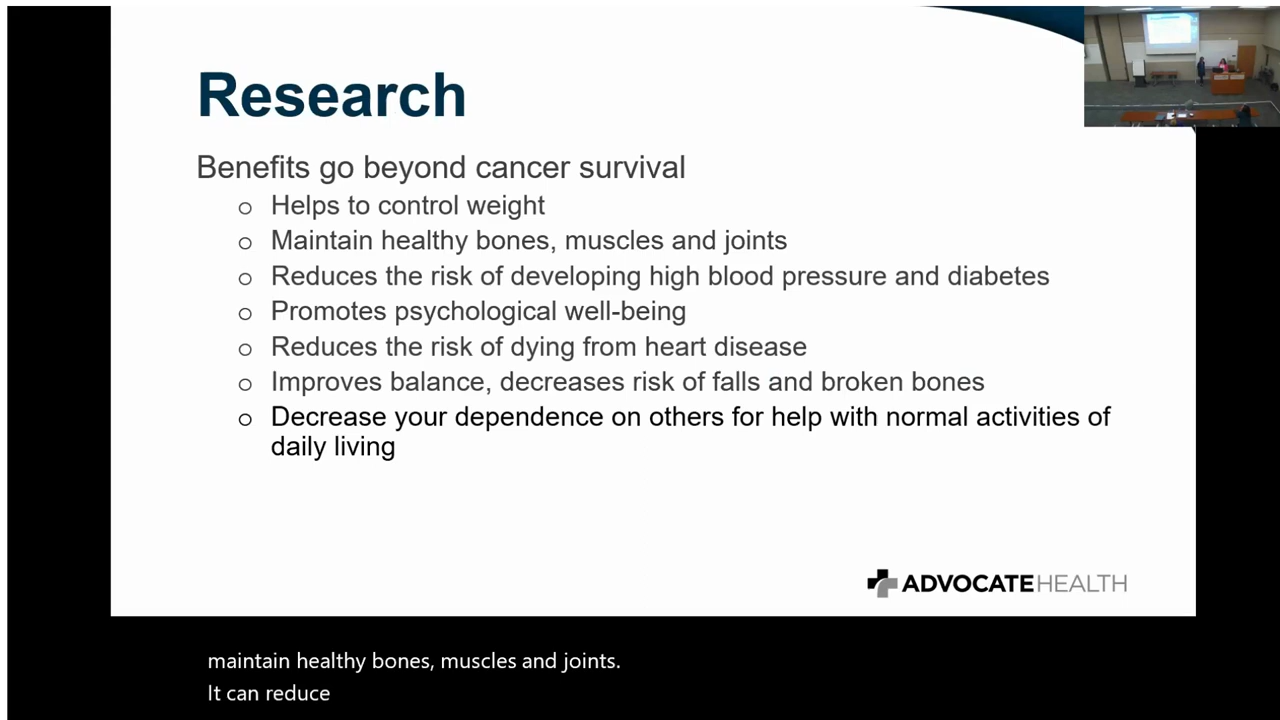 Research
Benefits go beyond cancer survival
o Helps to control weight
o Maintain healthy bones, muscles and joints
o Reduces the risk of developing high blood pressure and diabetes
o Promotes psychological well-being
o Reduces the risk of dying from heart disease
o Improves balance, decreases risk of falls and broken bones
o Decrease your dependence on others for help with normal activities of
daily living
ADVOCATEHEALTH
maintain healthy bones, muscles and joints.
It can reduce